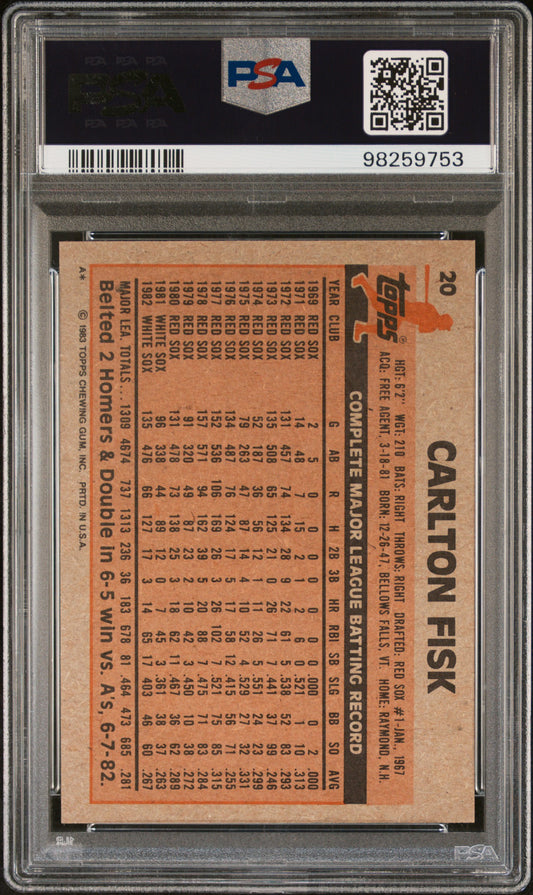 PSA
98259753
20
CARLTON FISK
TOPPS®
HGT: 6'2" WGT: 210 BATS: RIGHT THROWS: RIGHT DRAFTED: RED SOX #1-JAN., 1967
ACQ: FREE AGENT, 3-18-81 BORN: 12-26-47, BELLOWS FALLS, VT. HOME: RAYMOND, N.H.
COMPLETE MAJOR LEAGUE BATTING RECORD
YEAR CLUB G AB R H 2B 3B HR RBI SB SLG BB SO AVG
1969 RED SOX 2 5 0 0 0 0 0 0 0 .000 0 2 .000
1971 RED SOX 14 48 7 15 2 1 2 6 0 .521 1 10 .313
1972 RED SOX 131 457 74 134 28 9 22 61 5 .538 52 83 .293
1973 RED SOX 135 508 65 125 21 0 26 71 7 .441 37 99 .246
1974 RED SOX 52 187 36 56 12 1 11 26 5 .551 24 23 .299
1975 RED SOX 79 263 47 87 14 4 10 52 4 .529 27 32 .331
1976 RED SOX 134 487 76 124 17 5 17 58 12 .415 56 71 .255
1977 RED SOX 152 536 106 169 26 3 26 102 7 .521 75 85 .315
1978 RED SOX 157 571 94 162 39 5 20 88 7 .475 71 83 .284
1979 RED SOX 91 320 49 87 23 2 10 42 3 .450 10 38 .272
1980 RED SOX 131 478 73 138 25 3 18 62 11 .467 36 62 .289
1981 WHITE SOX 96 338 44 89 12 0 7 45 3 .361 38 37 .263
1982 WHITE SOX 135 476 66 127 17 3 14 65 17 .403 46 60 .267
MAJOR LEA. TOTALS... 1309 4674 737 1313 236 36 183 678 81 .464 473 685 .281
Belted 2 Homers & Double in 6-5 win vs. A's, 6-7-82.
A* © 1983 TOPPS CHEWING GUM, INC. PRTD. IN U.S.A.
PSA